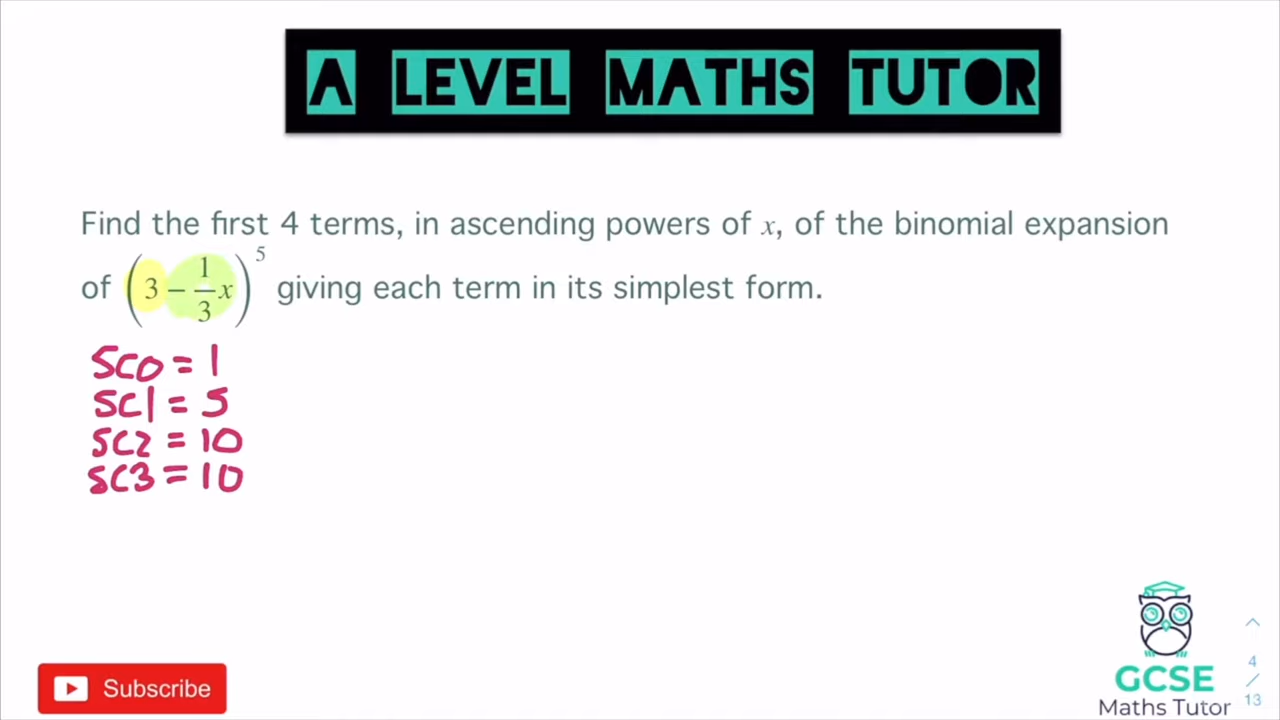 A LEVEL MATHS TUTOR
Find the first 4 terms, in ascending powers of x, of the binomial expansion
of (3 − 1/3 x)^5 giving each term in its simplest form.
5C0 = 1
5C1 = 5
5C2 = 10
5C3 = 10
Subscribe
GCSE
Maths Tutor
4
/
13